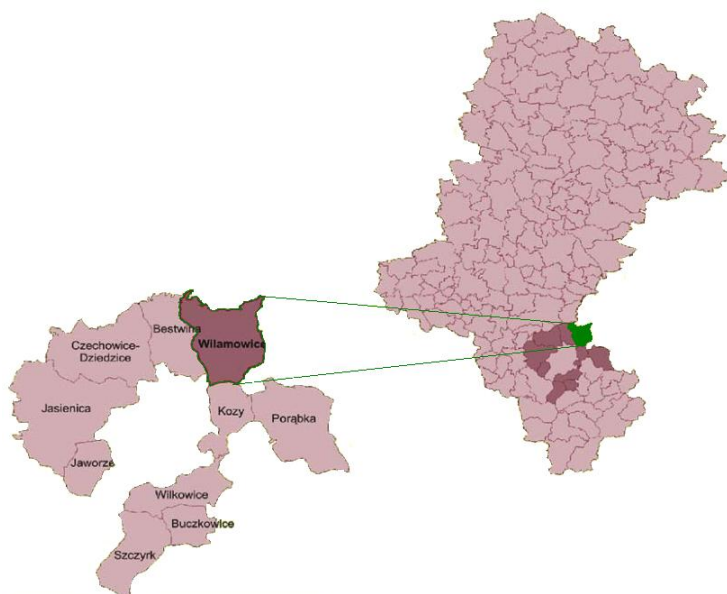 Bestwina
Wilamowice
Czechowice-
Dziedzice
Jasienica
Kozy
Porąbka
Jaworze
Wilkowice
Buczkowice
Szczyrk